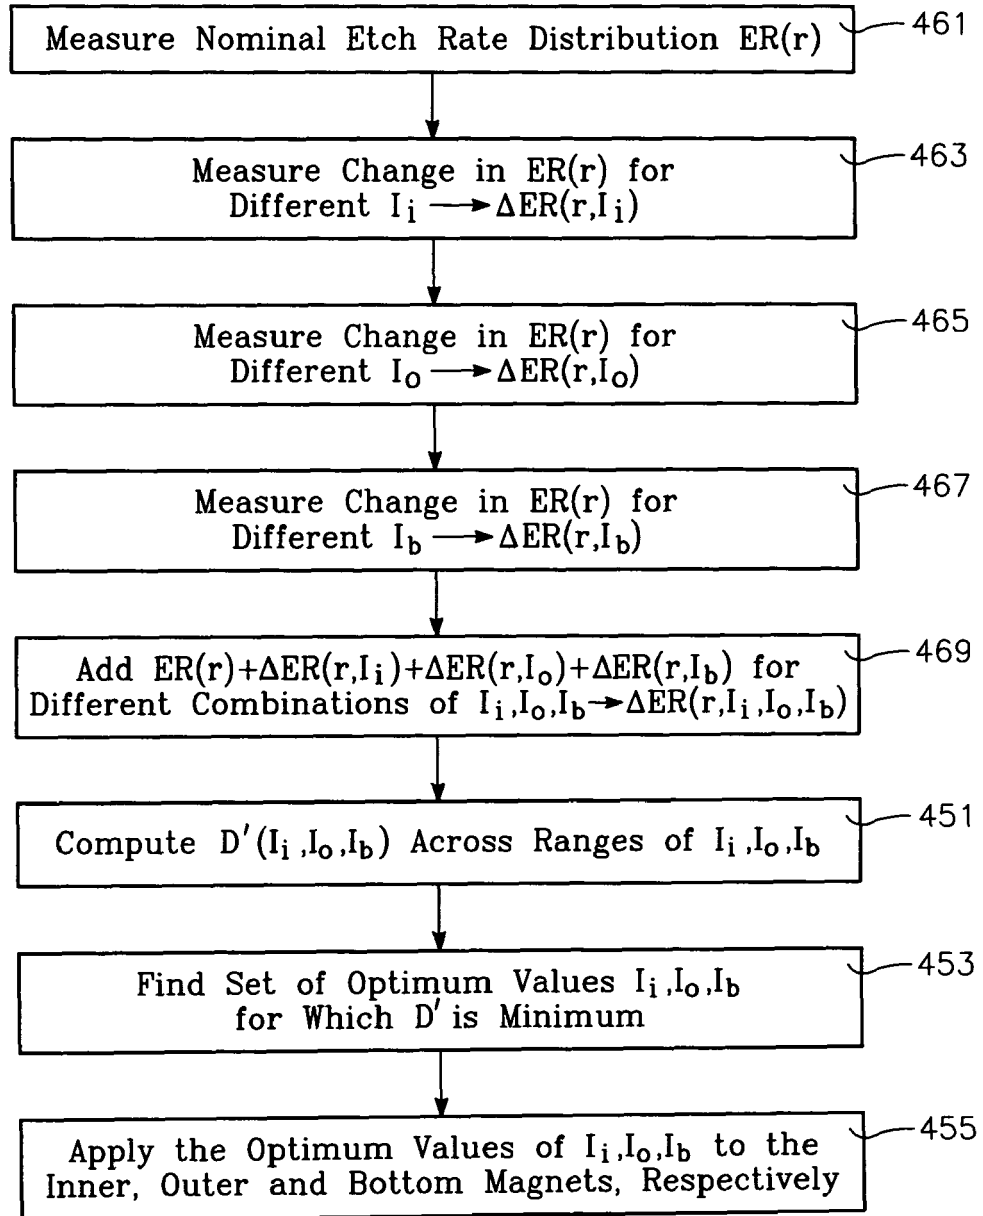 Measure Nominal Etch Rate Distribution ER(r)
461
Measure Change in ER(r) for
Different Iᵢ → ΔER(r,Iᵢ)
463
Measure Change in ER(r) for
Different Iₒ → ΔER(r,Iₒ)
465
Measure Change in ER(r) for
Different I_b → ΔER(r,I_b)
467
Add ER(r)+ΔER(r,Iᵢ)+ΔER(r,Iₒ)+ΔER(r,I_b) for
Different Combinations of Iᵢ,Iₒ,I_b→ΔER(r,Iᵢ,Iₒ,I_b)
469
Compute D'(Iᵢ,Iₒ,I_b) Across Ranges of Iᵢ,Iₒ,I_b
451
Find Set of Optimum Values Iᵢ,Iₒ,I_b
for Which D' is Minimum
453
Apply the Optimum Values of Iᵢ,Iₒ,I_b to the
Inner, Outer and Bottom Magnets, Respectively
455